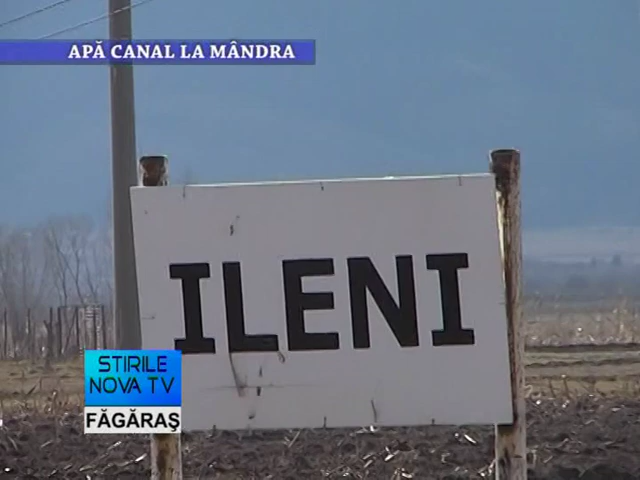 APĂ CANAL LA MÂNDRA
ILENI
STIRILE
NOVA TV
FĂGĂRAŞ